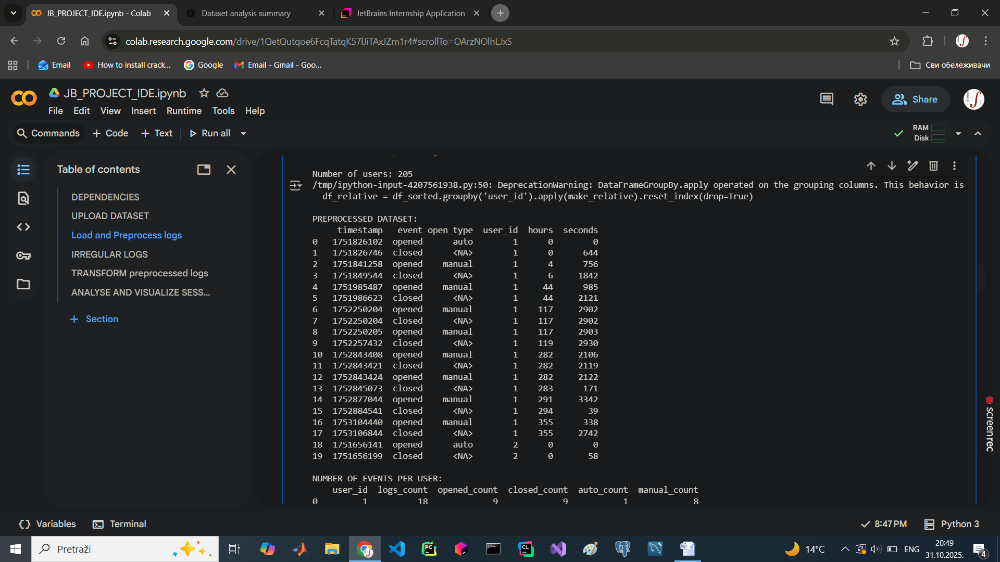 JB_PROJECT_IDE.ipynb - Colab
Dataset analysis summary
JetBrains Internship Application
colab.research.google.com/drive/1QetQutqoe6FcqTatqK57lJiTAxJZm1r4#scrollTo=OArzNOlhLJxS
Email
How to install crack...
Google
Email - Gmail - Goo...
Сви обележивачи
JB_PROJECT_IDE.ipynb
File Edit View Insert Runtime Tools Help
Share
Commands + Code + Text Run all
RAM
Disk
Table of contents
DEPENDENCIES
UPLOAD DATASET
Load and Preprocess logs
IRREGULAR LOGS
TRANSFORM preprocessed logs
ANALYSE AND VISUALIZE SESS...
+ Section
Number of users: 205
/tmp/ipython-input-4207561938.py:50: DeprecationWarning: DataFrameGroupBy.apply operated on the grouping columns. This behavior is
df_relative = df_sorted.groupby('user_id').apply(make_relative).reset_index(drop=True)
PREPROCESSED DATASET:
timestamp event open_type user_id hours seconds
0 1751826102 opened auto 1 0 0
1 1751826746 closed <NA> 1 0 644
2 1751841258 opened manual 1 4 756
3 1751849544 closed <NA> 1 6 1842
4 1751985487 opened manual 1 44 985
5 1751986623 closed <NA> 1 44 2121
6 1752250204 opened manual 1 117 2902
7 1752250204 closed <NA> 1 117 2902
8 1752250205 opened manual 1 117 2903
9 1752257432 closed <NA> 1 119 2930
10 1752843408 opened manual 1 282 2106
11 1752843421 closed <NA> 1 282 2119
12 1752843424 opened manual 1 282 2122
13 1752845073 closed <NA> 1 283 171
14 1752877044 opened manual 1 291 3342
15 1752884541 closed <NA> 1 294 39
16 1753104440 opened manual 1 355 338
17 1753106844 closed <NA> 1 355 2742
18 1751656141 opened auto 2 0 0
19 1751656199 closed <NA> 2 0 58
NUMBER OF EVENTS PER USER:
user_id logs_count opened_count closed_count auto_count manual_count
0 1 18 9 9 1 8
screenrec
Variables
Terminal
8:47 PM
Python 3
Pretraži
PC
CL
14°C
ENG
20:49
31.10.2025.
4